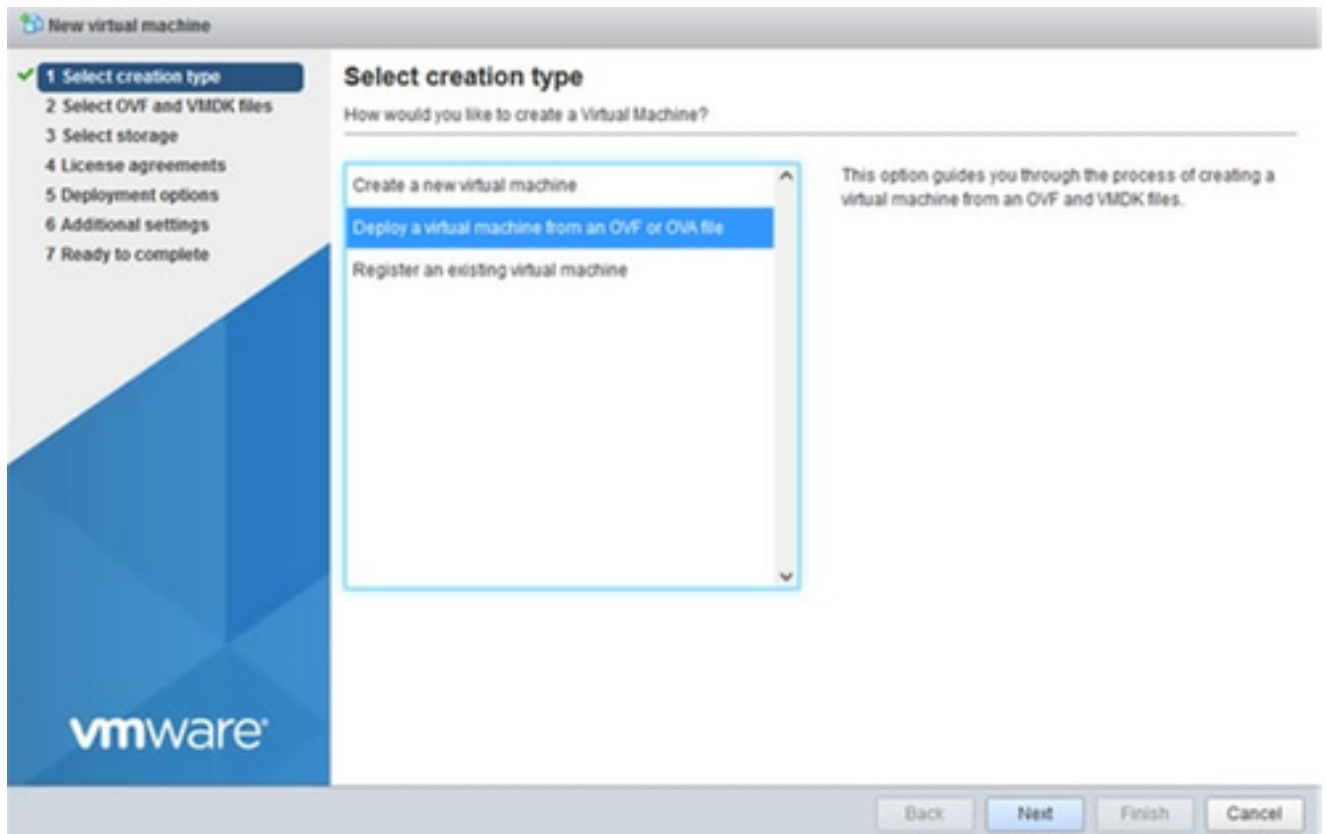 New virtual machine
1 Select creation type
2 Select OVF and VMDK files
3 Select storage
4 License agreements
5 Deployment options
6 Additional settings
7 Ready to complete
vmware
Select creation type
How would you like to create a Virtual Machine?
Create a new virtual machine
Deploy a virtual machine from an OVF or OVA file
Register an existing virtual machine
This option guides you through the process of creating a
virtual machine from an OVF and VMDK files.
Back Next Finish Cancel